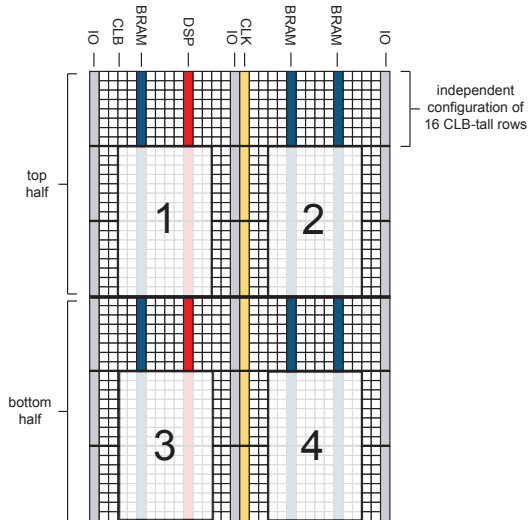 IO
CLB
BRAM
DSP
IO
CLK
BRAM
BRAM
IO
independent
configuration of
16 CLB-tall rows
top
half
1
2
bottom
half
3
4